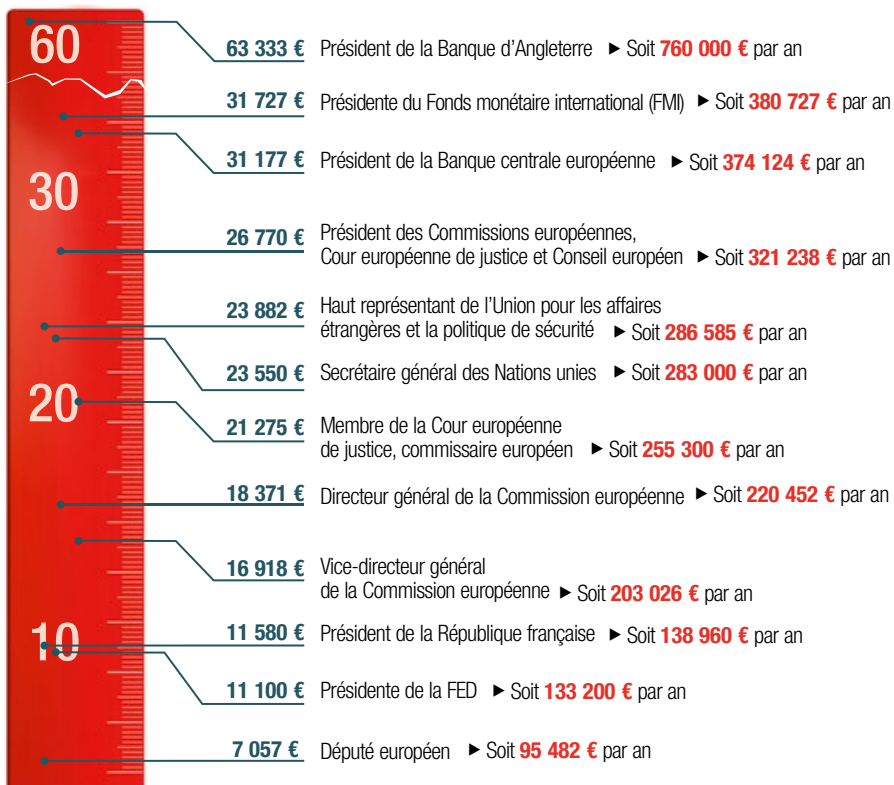 60
63 333 € Président de la Banque d'Angleterre ► Soit 760 000 € par an
31 727 € Présidente du Fonds monétaire international (FMI) ► Soit 380 727 € par an
31 177 € Président de la Banque centrale européenne ► Soit 374 124 € par an
30
26 770 € Président des Commissions européennes,
Cour européenne de justice et Conseil européen ► Soit 321 238 € par an
23 882 € Haut représentant de l'Union pour les affaires
étrangères et la politique de sécurité ► Soit 286 585 € par an
23 550 € Secrétaire général des Nations unies ► Soit 283 000 € par an
20
21 275 € Membre de la Cour européenne
de justice, commissaire européen ► Soit 255 300 € par an
18 371 € Directeur général de la Commission européenne ► Soit 220 452 € par an
16 918 € Vice-directeur général
de la Commission européenne ► Soit 203 026 € par an
10
11 580 € Président de la République française ► Soit 138 960 € par an
11 100 € Présidente de la FED ► Soit 133 200 € par an
7 057 € Député européen ► Soit 95 482 € par an